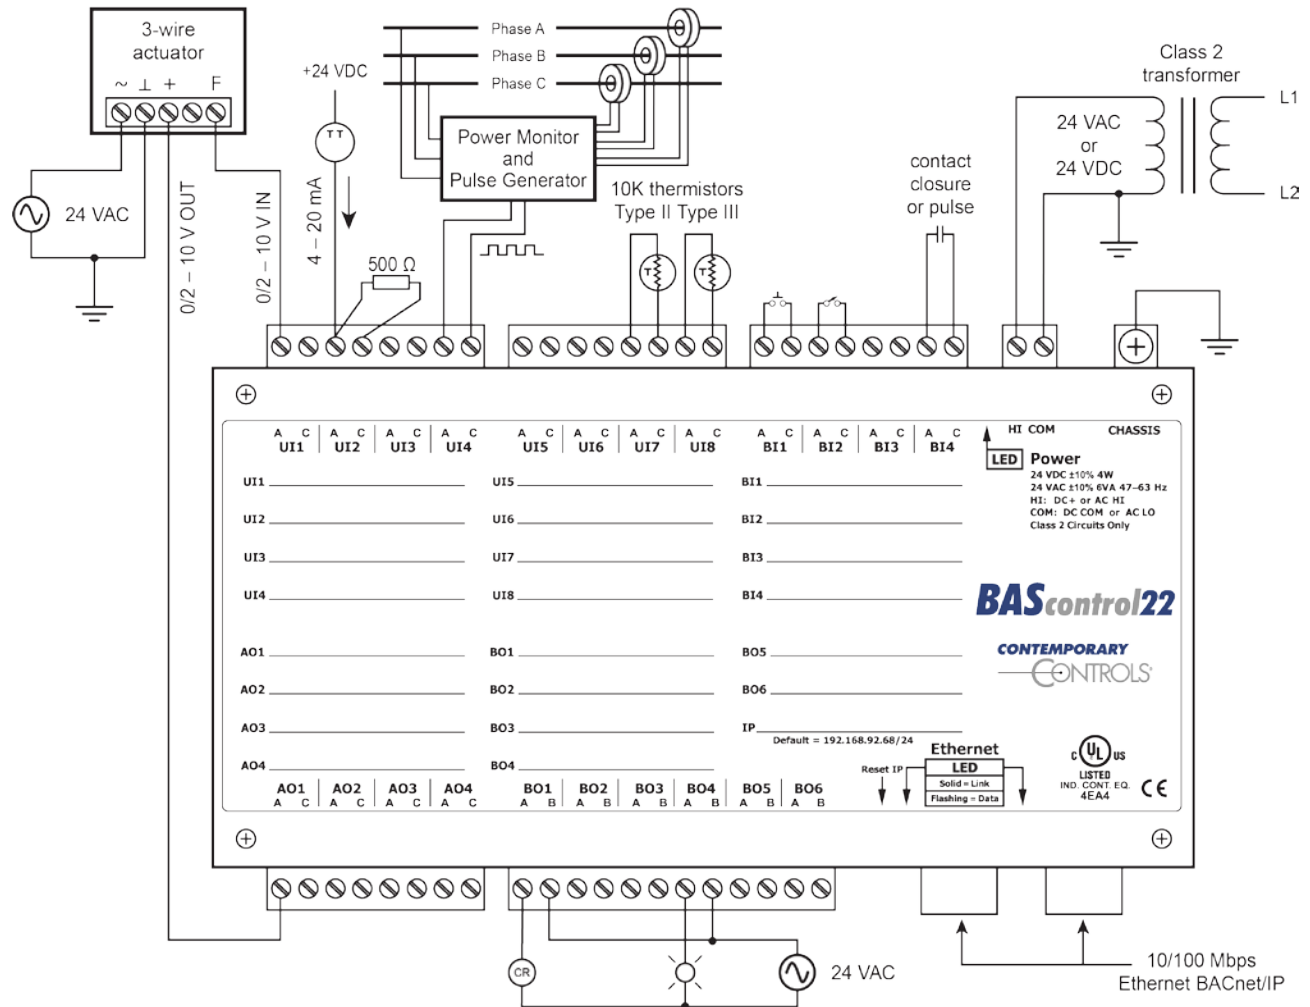 3-wire
actuator
~ ⊥ + F
24 VAC
0/2 – 10 V OUT
0/2 – 10 V IN
+24 VDC
TT
4 – 20 mA
500 Ω
Phase A
Phase B
Phase C
Power Monitor
and
Pulse Generator
10K thermistors
Type II Type III
T T
contact
closure
or pulse
Class 2
transformer
24 VAC
or
24 VDC
L1
L2
A C A C A C A C
UI1 UI2 UI3 UI4
A C A C A C A C
UI5 UI6 UI7 UI8
A C A C A C A C
BI1 BI2 BI3 BI4
HI COM
CHASSIS
LED Power
24 VDC ±10% 4W
24 VAC ±10% 6VA 47–63 Hz
HI: DC+ or AC HI
COM: DC COM or AC LO
Class 2 Circuits Only
UI1 UI5 BI1
UI2 UI6 BI2
UI3 UI7 BI3
UI4 UI8 BI4
BAScontrol22
CONTEMPORARY
CONTROLS®
AO1 BO1 BO5
AO2 BO2 BO6
AO3 BO3 IP
Default = 192.168.92.68/24
AO4 BO4
Reset IP
Ethernet
LED
Solid = Link
Flashing = Data
C UL US
LISTED
IND. CONT. EQ.
4EA4
CE
AO1 AO2 AO3 AO4
A C A C A C A C
BO1 BO2 BO3 BO4 BO5 BO6
A B A B A B A B A B A B
CR
24 VAC
10/100 Mbps
Ethernet BACnet/IP